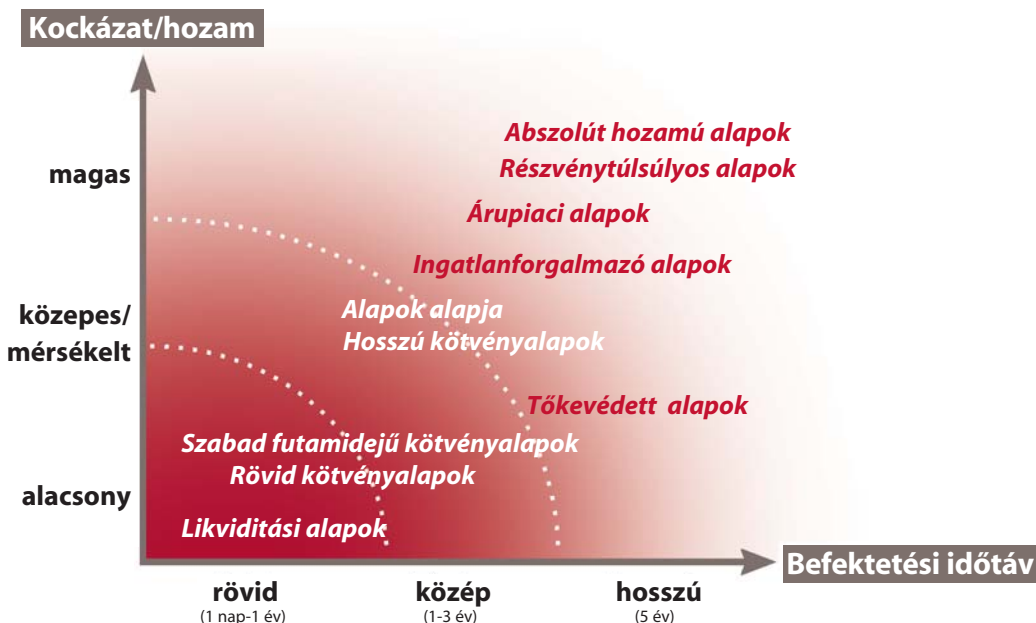 Kockázat/hozam
Abszolút hozamú alapok
Részvénytúlsúlyos alapok
magas
Árupiaci alapok
Ingatlanforgalmazó alapok
Alapok alapja
közepes/
mérsékelt
Hosszú kötvényalapok
Tőkevédett alapok
Szabad futamidejű kötvényalapok
Rövid kötvényalapok
alacsony
Likviditási alapok
Befektetési időtáv
rövid
(1 nap-1 év)
közép
(1-3 év)
hosszú
(5 év)